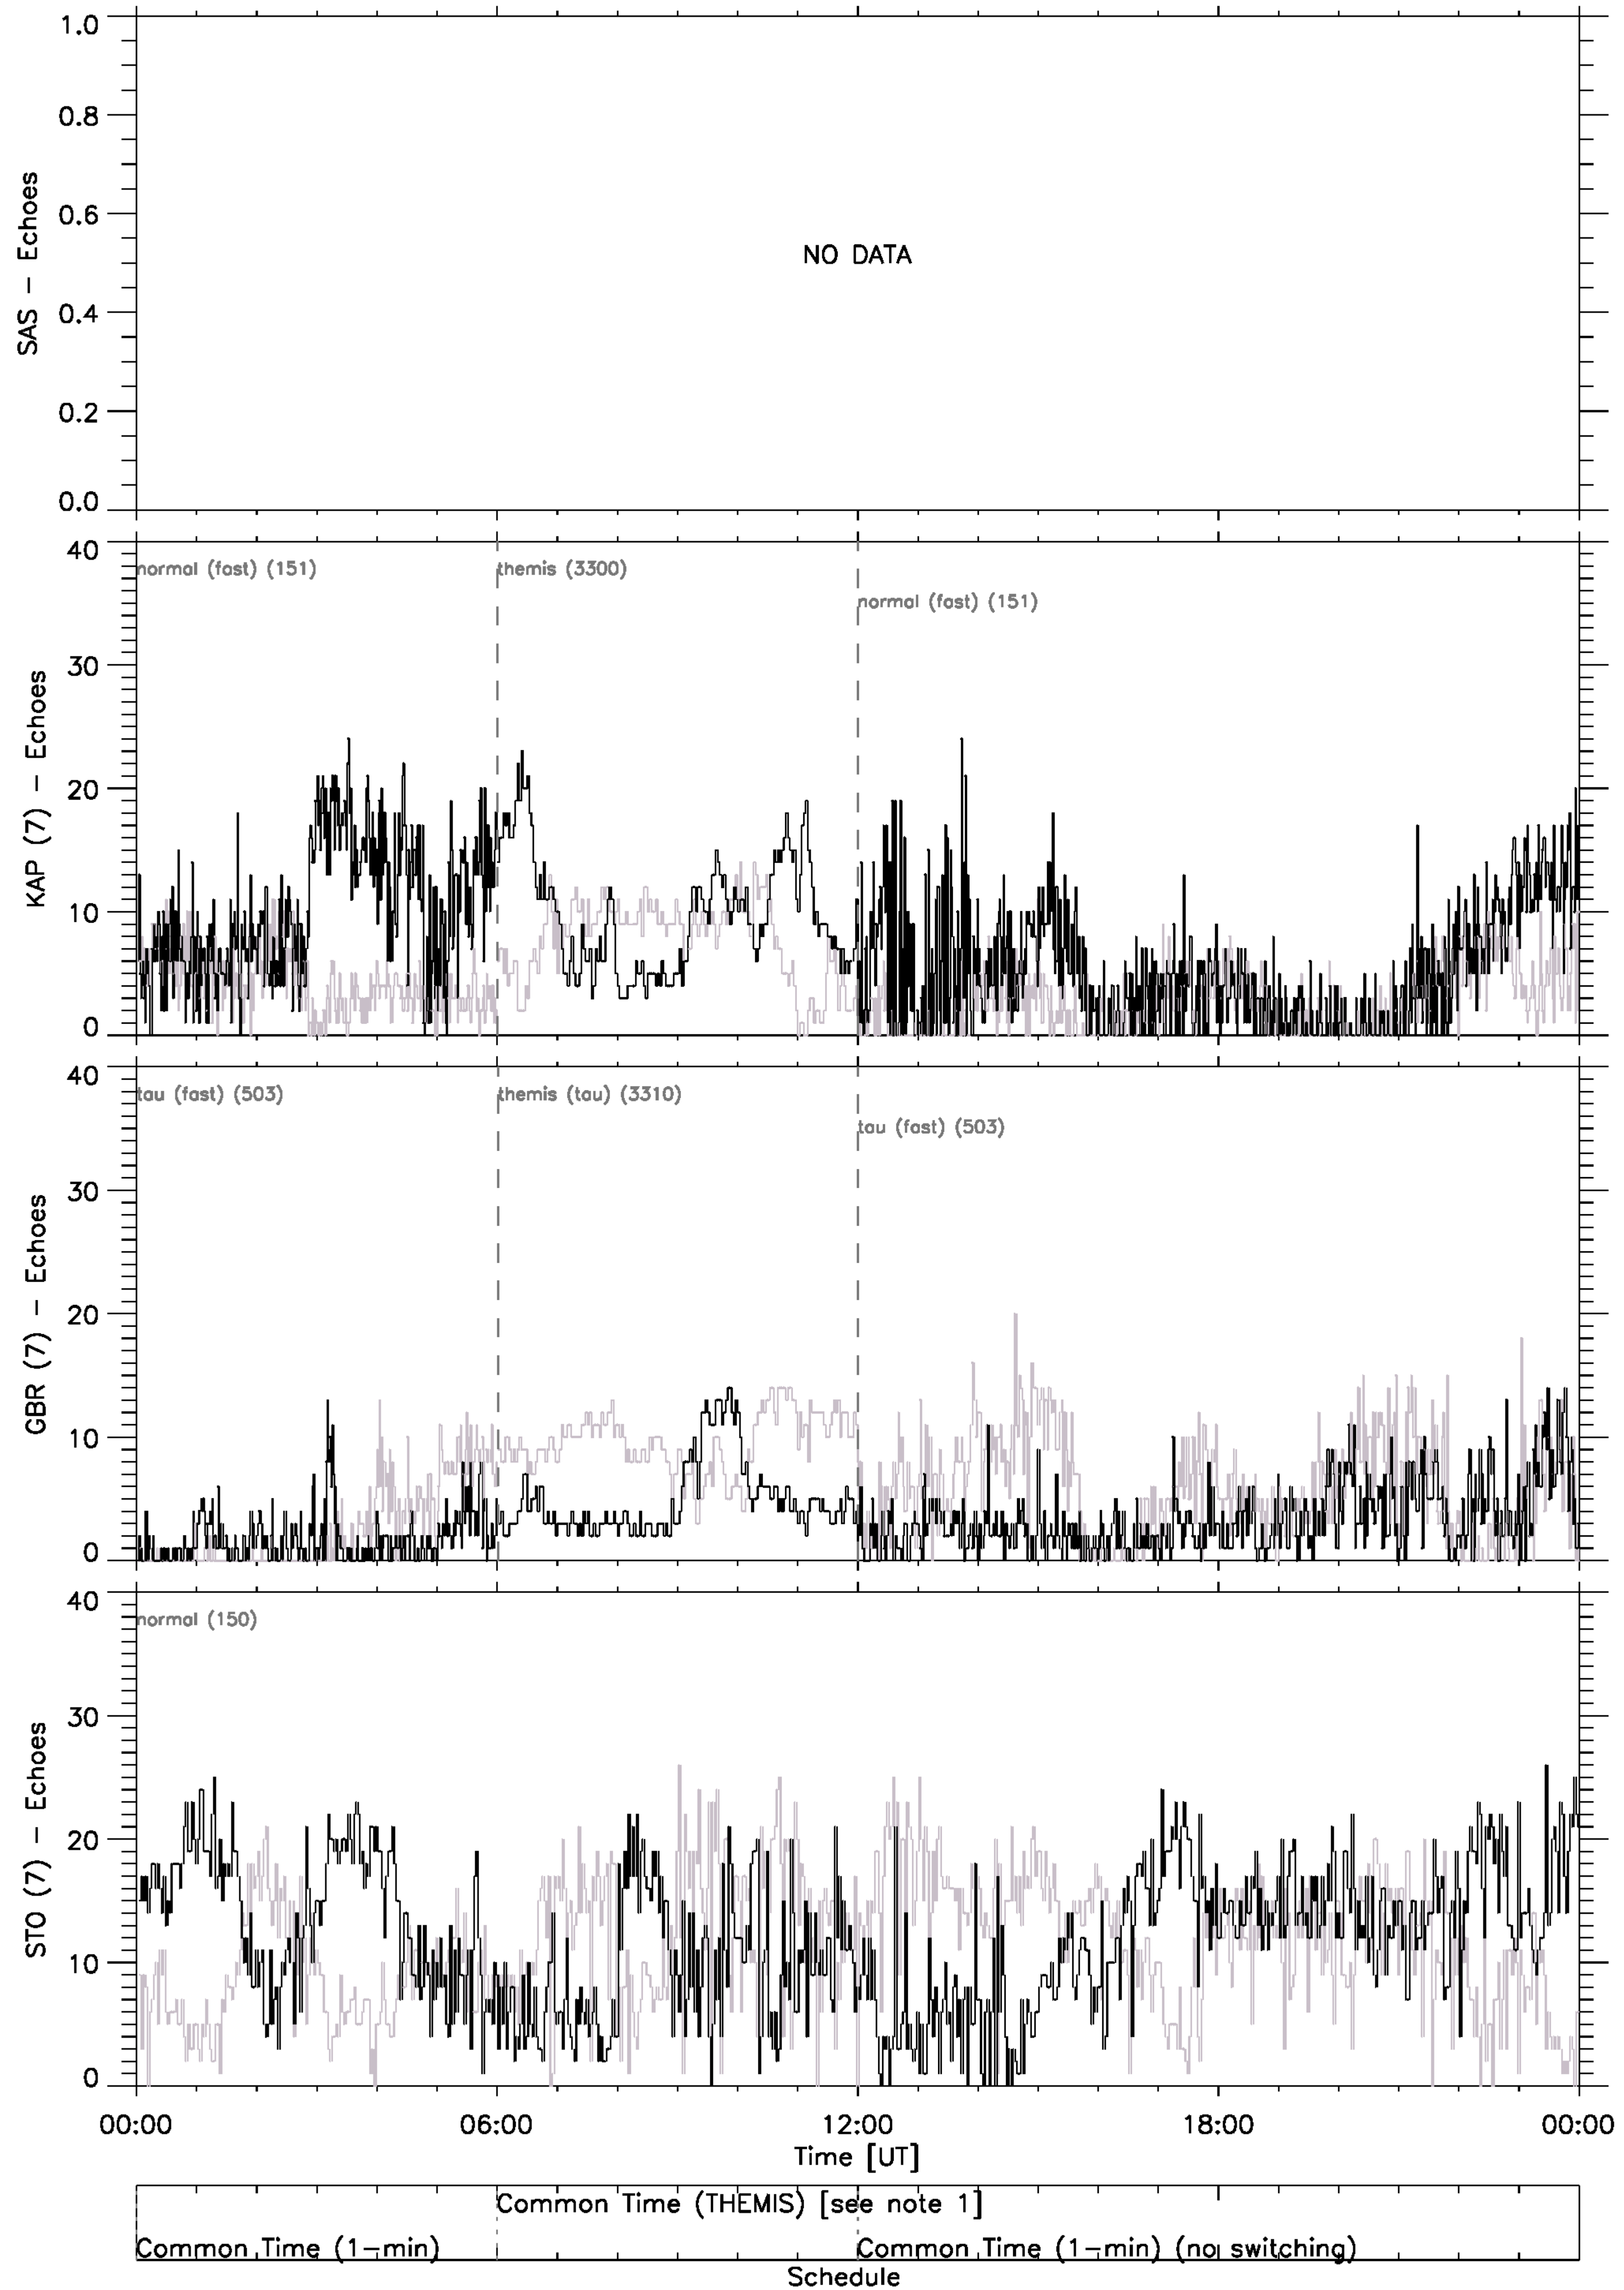 1.0
0.8
0.6
0.4
0.2
0.0
SAS – Echoes
NO DATA
40
30
20
10
0
KAP (7) – Echoes
normal (fast) (151)
themis (3300)
normal (fast) (151)
40
30
20
10
0
GBR (7) – Echoes
tau (fast) (503)
themis (tau) (3310)
tau (fast) (503)
40
30
20
10
0
STO (7) – Echoes
normal (150)
00:00 06:00 12:00 18:00 00:00
Time [UT]
Common Time (THEMIS) [see note 1]
Common Time (1–min) Common Time (1–min) (no switching)
Schedule